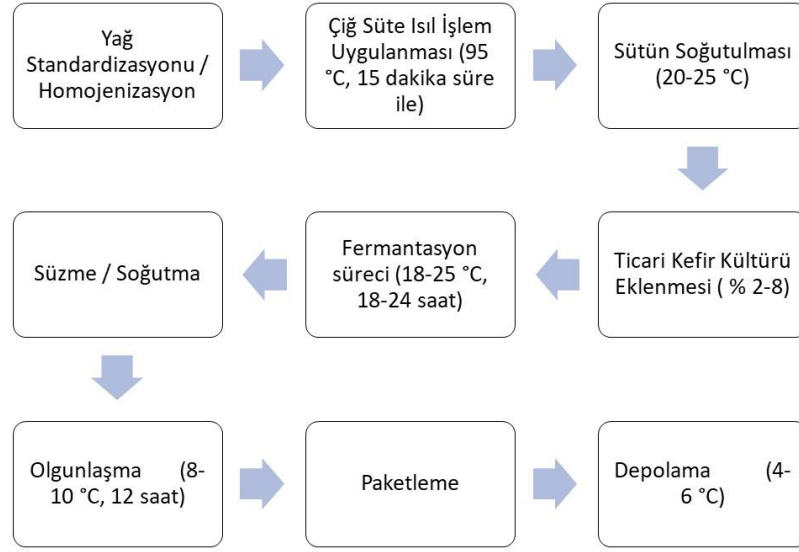 Yağ
Standardizasyonu /
Homojenizasyon
Çiğ Süte Isıl İşlem
Uygulanması (95
°C, 15 dakika süre
ile)
Sütün Soğutulması
(20-25 °C)
Ticari Kefir Kültürü
Eklenmesi ( % 2-8)
Fermantasyon
süreci (18-25 °C,
18-24 saat)
Süzme / Soğutma
Olgunlaşma (8-
10 °C, 12 saat)
Paketleme
Depolama (4-
6 °C)